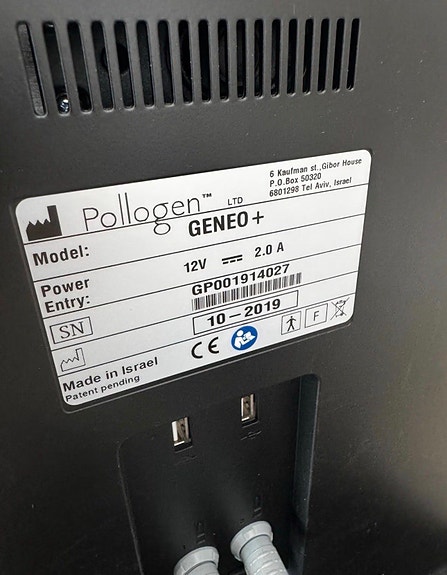 Pollogen™ LTD
6 Kaufman st.,Gibor House
P.O.Box 50320
6801298 Tel Aviv, Israel
Model: GENEO+
Power Entry: 12V ⎓ 2.0 A
SN GP001914027
10-2019
Made in Israel
Patent pending
CE
F